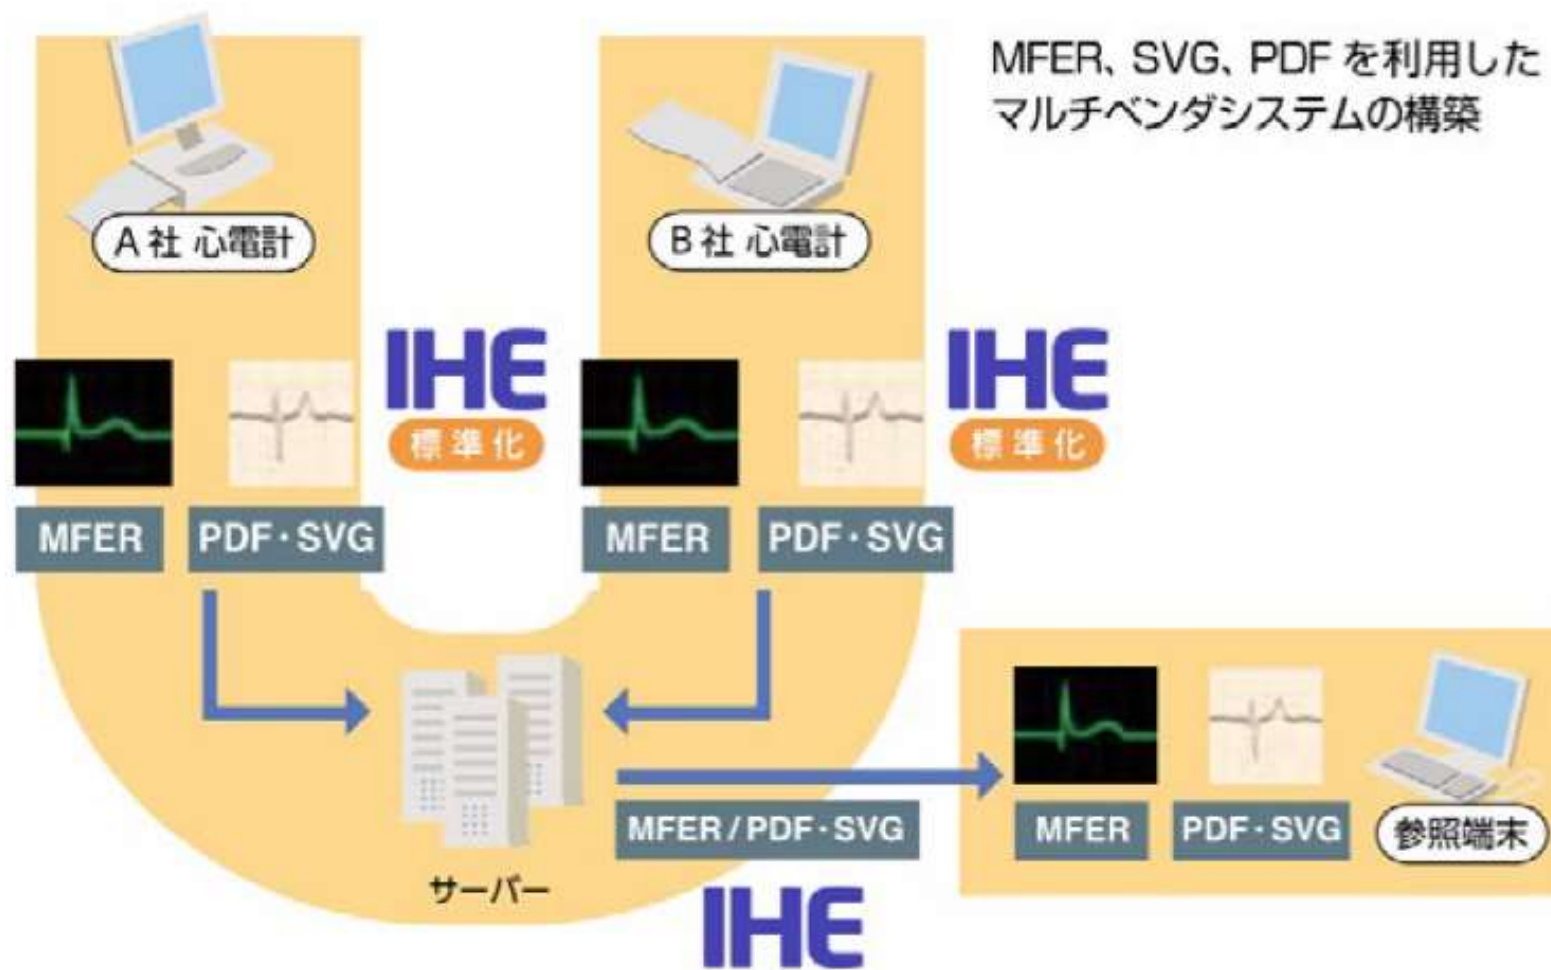 MFER、SVG、PDF を利用した
マルチベンダシステムの構築
A社 心電計
B社 心電計
IHE
標準化
IHE
標準化
MFER
PDF・SVG
MFER
PDF・SVG
サーバー
MFER/PDF・SVG
IHE
MFER
PDF・SVG
参照端末